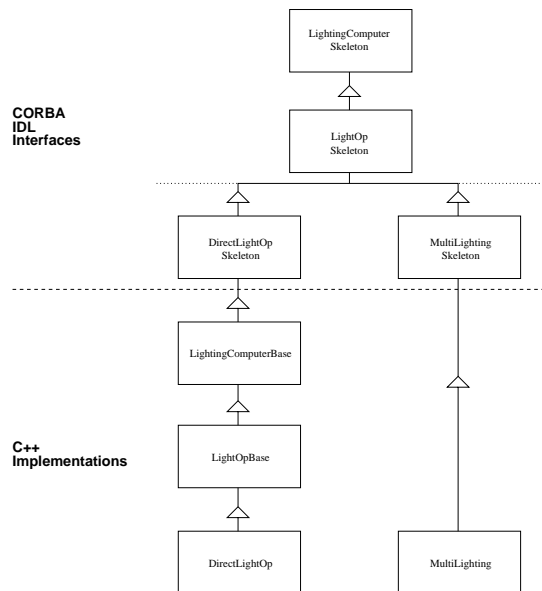 LightingComputer
Skeleton
CORBA
IDL
Interfaces
LightOp
Skeleton
DirectLightOp
Skeleton
MultiLighting
Skeleton
LightingComputerBase
C++
Implementations
LightOpBase
DirectLightOp
MultiLighting